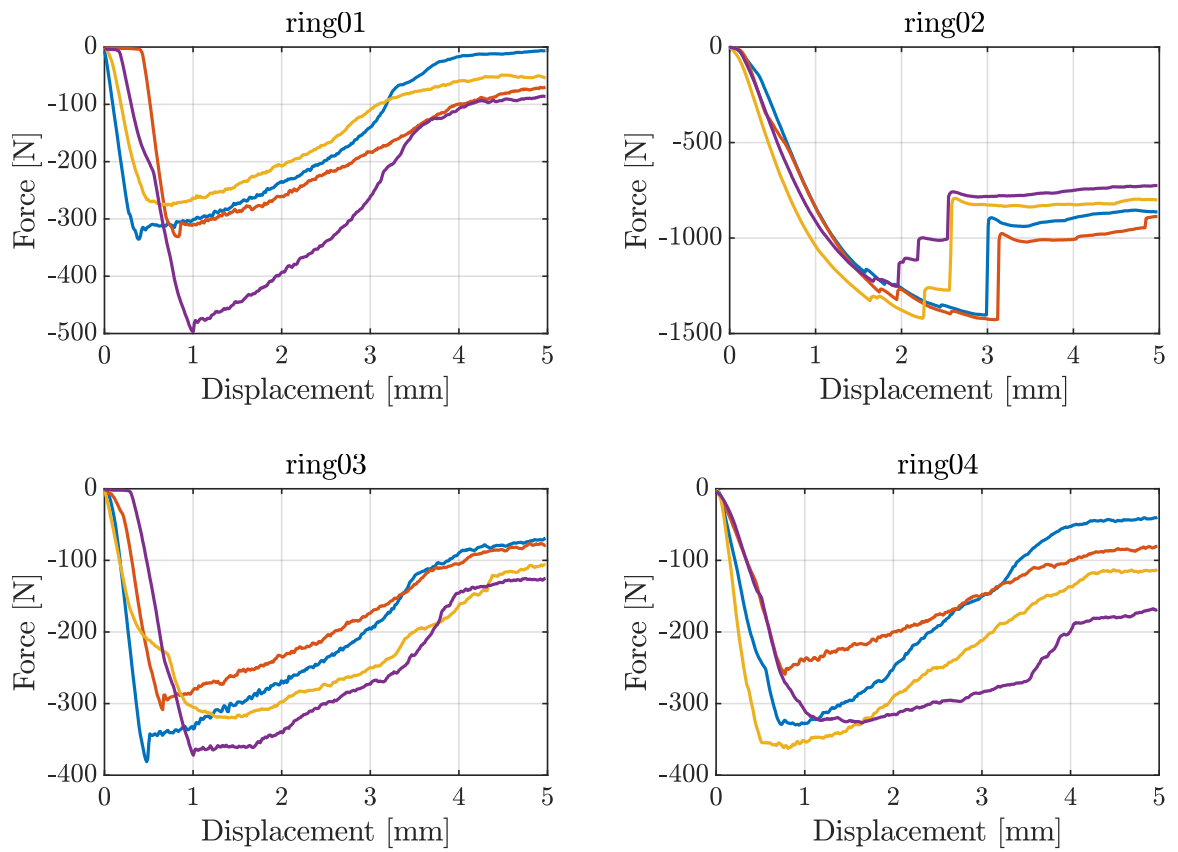 ring01
0
-100
-200
-300
-400
-500
Force [N]
0 1 2 3 4 5
Displacement [mm]
ring02
0
-500
-1000
-1500
Force [N]
0 1 2 3 4 5
Displacement [mm]
ring03
0
-100
-200
-300
-400
Force [N]
0 1 2 3 4 5
Displacement [mm]
ring04
0
-100
-200
-300
-400
Force [N]
0 1 2 3 4 5
Displacement [mm]